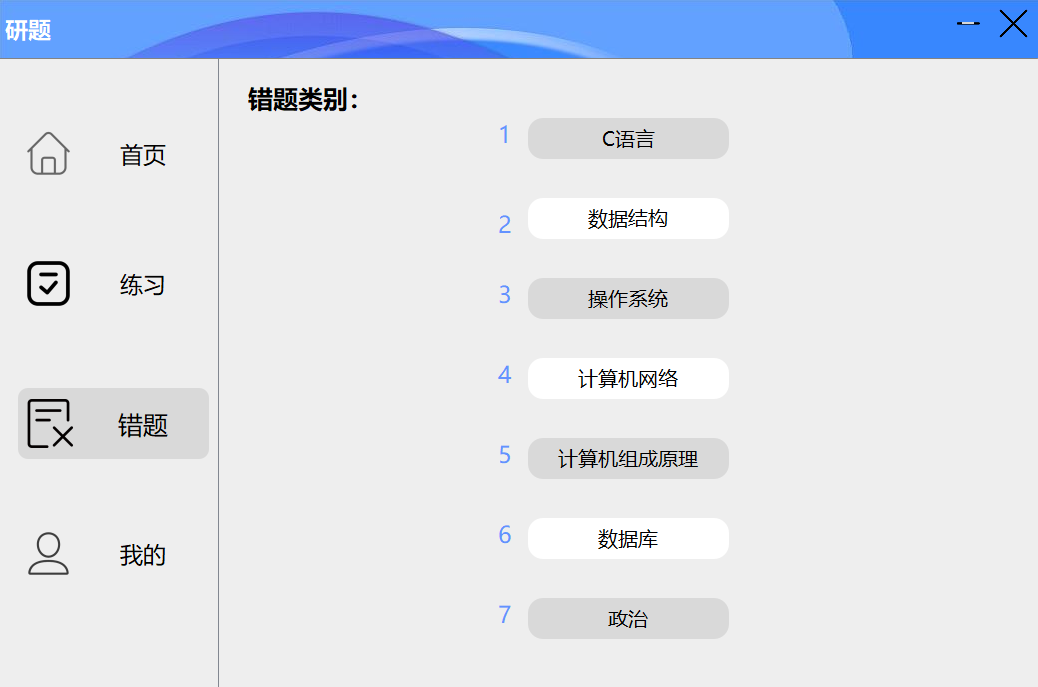 研题
首页
练习
错题
我的
错题类别：
1 C语言
2 数据结构
3 操作系统
4 计算机网络
5 计算机组成原理
6 数据库
7 政治